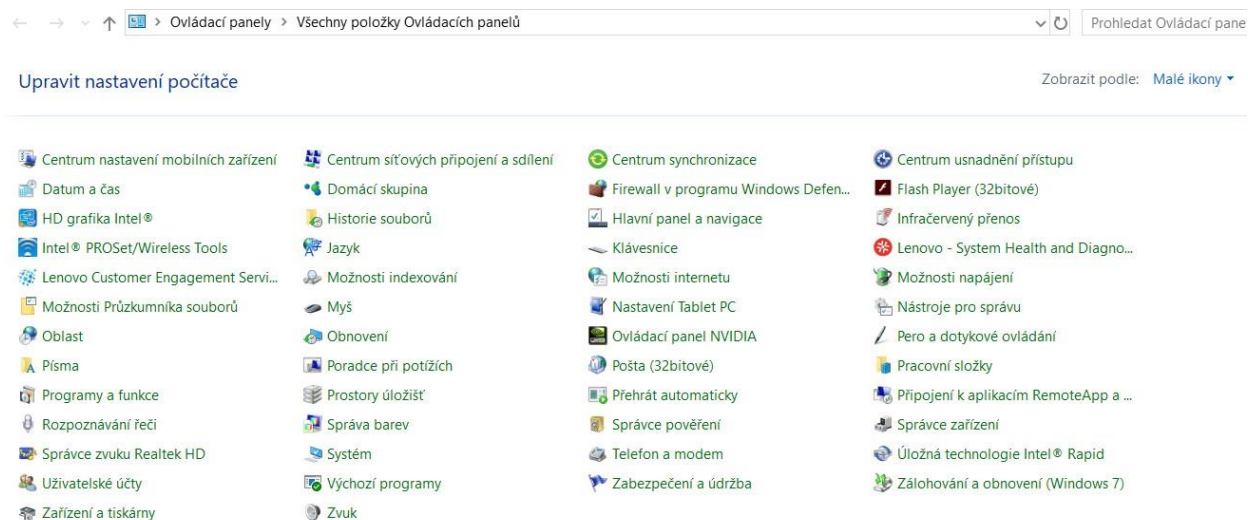 Ovládací panely > Všechny položky Ovládacích panelů
Prohledat Ovládací pane
Upravit nastavení počítače
Zobrazit podle: Malé ikony
Centrum nastavení mobilních zařízení
Centrum síťových připojení a sdílení
Centrum synchronizace
Centrum usnadnění přístupu
Datum a čas
Domácí skupina
Firewall v programu Windows Defen...
Flash Player (32bitové)
HD grafika Intel®
Historie souborů
Hlavní panel a navigace
Infračervený přenos
Intel® PROSet/Wireless Tools
Jazyk
Klávesnice
Lenovo - System Health and Diagno...
Lenovo Customer Engagement Servi...
Možnosti indexování
Možnosti internetu
Možnosti napájení
Možnosti Průzkumníka souborů
Myš
Nastavení Tablet PC
Nástroje pro správu
Oblast
Obnovení
Ovládací panel NVIDIA
Pero a dotykové ovládání
Písma
Poradce při potížích
Pošta (32bitové)
Pracovní složky
Programy a funkce
Prostory úložišť
Přehrát automaticky
Připojení k aplikacím RemoteApp a ...
Rozpoznávání řeči
Správa barev
Správce pověření
Správce zařízení
Správce zvuku Realtek HD
Systém
Telefon a modem
Úložná technologie Intel® Rapid
Uživatelské účty
Výchozí programy
Zabezpečení a údržba
Zálohování a obnovení (Windows 7)
Zařízení a tiskárny
Zvuk